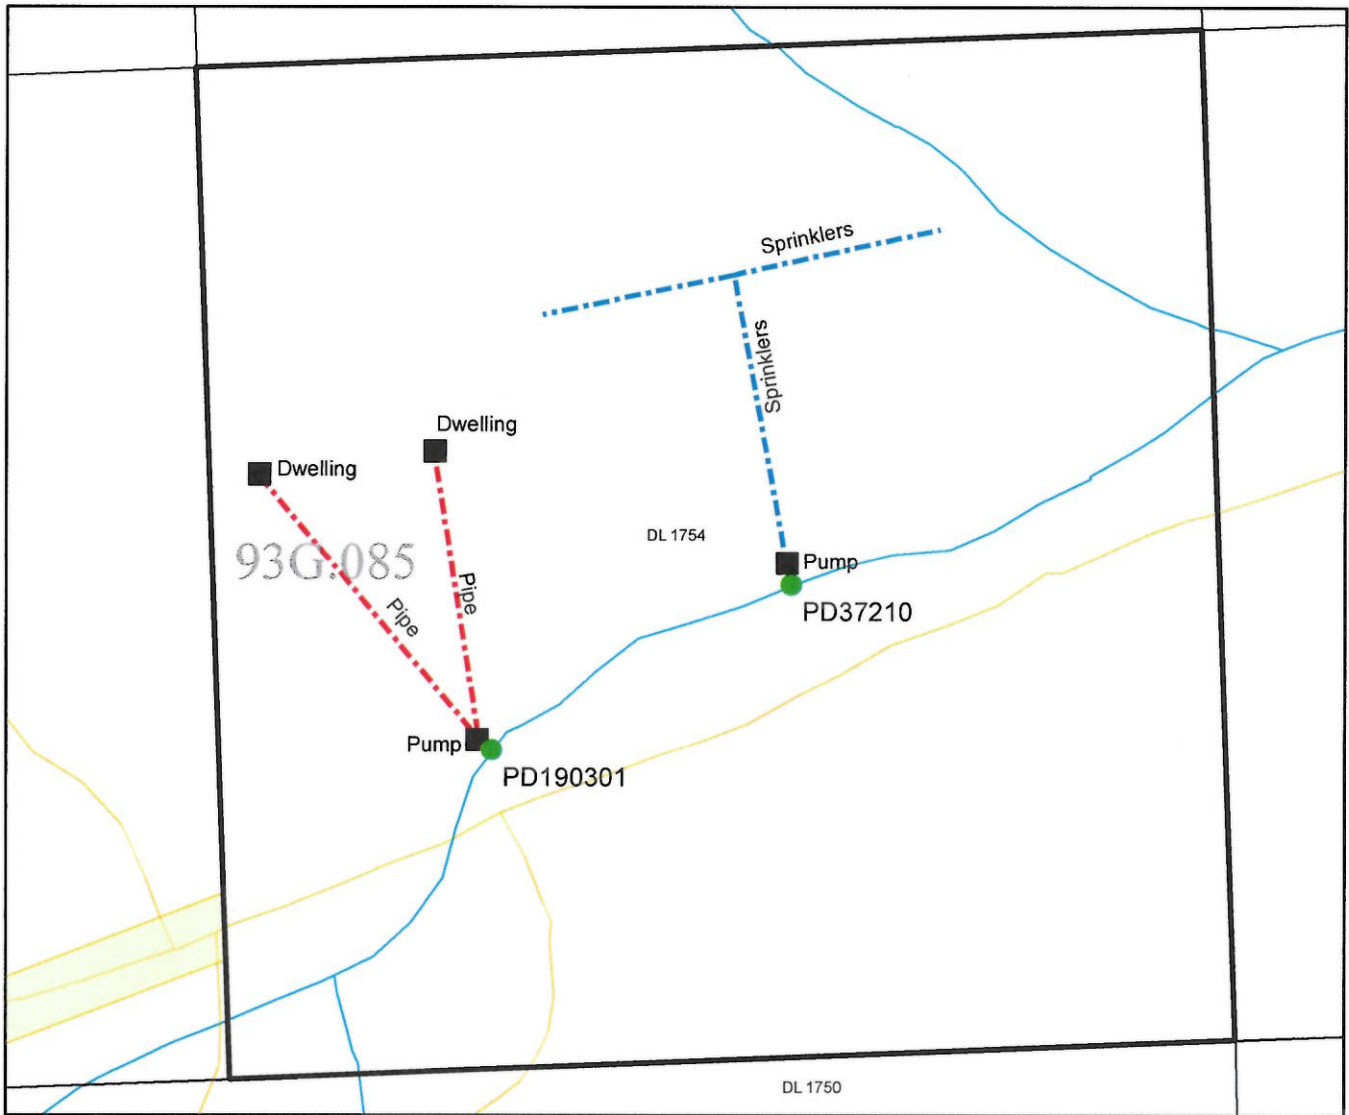 Sprinklers
Sprinklers
Dwelling
Dwelling
DL 1754
93G.085
Pump
Pipe
Pipe
PD37210
Pump
PD190301
DL 1750